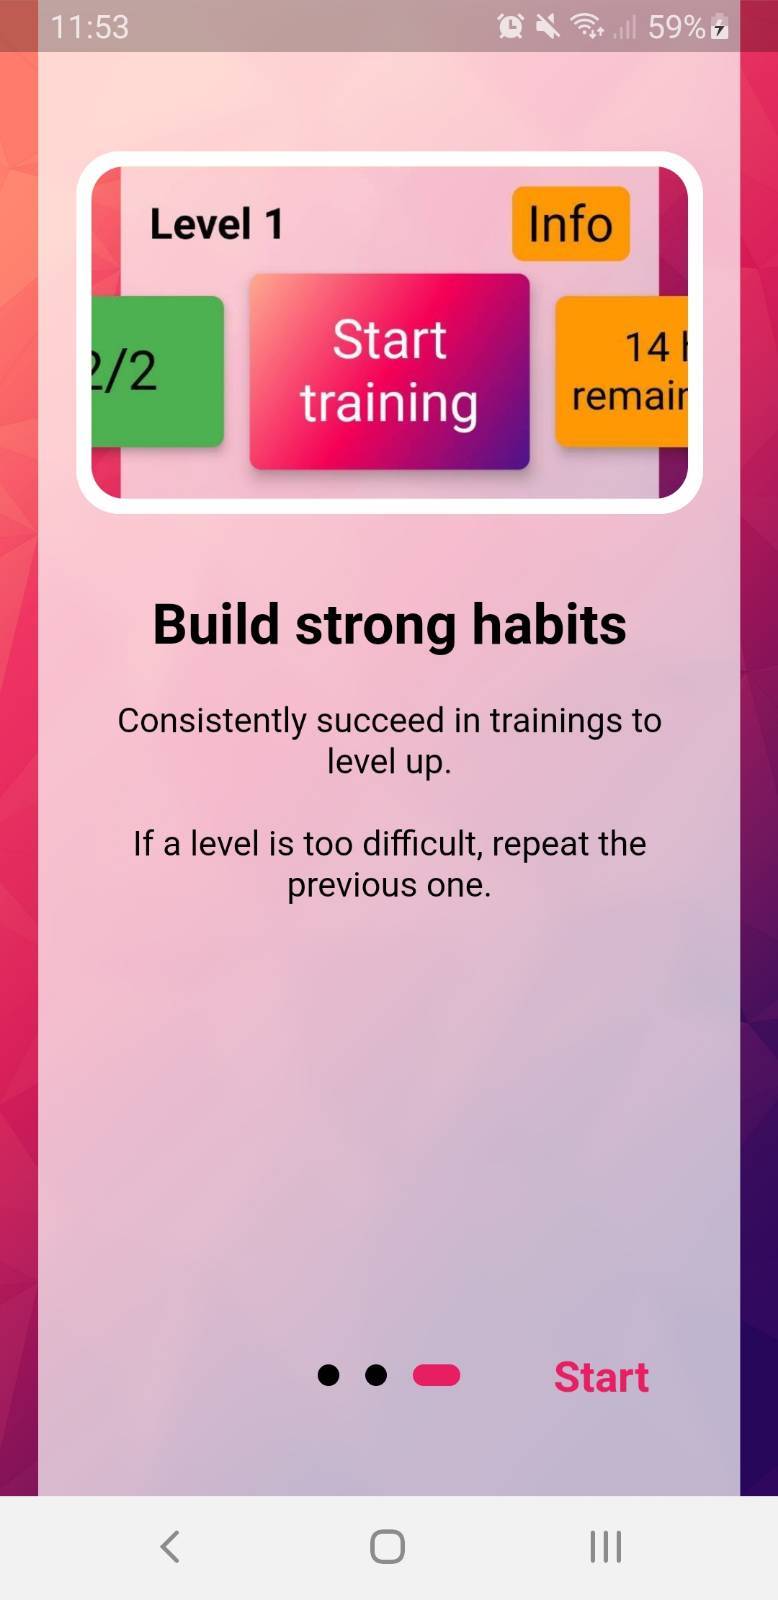 11:53
59%
Level 1
Info
2/2
Start
training
14
remain
Build strong habits
Consistently succeed in trainings to
level up.
If a level is too difficult, repeat the
previous one.
Start